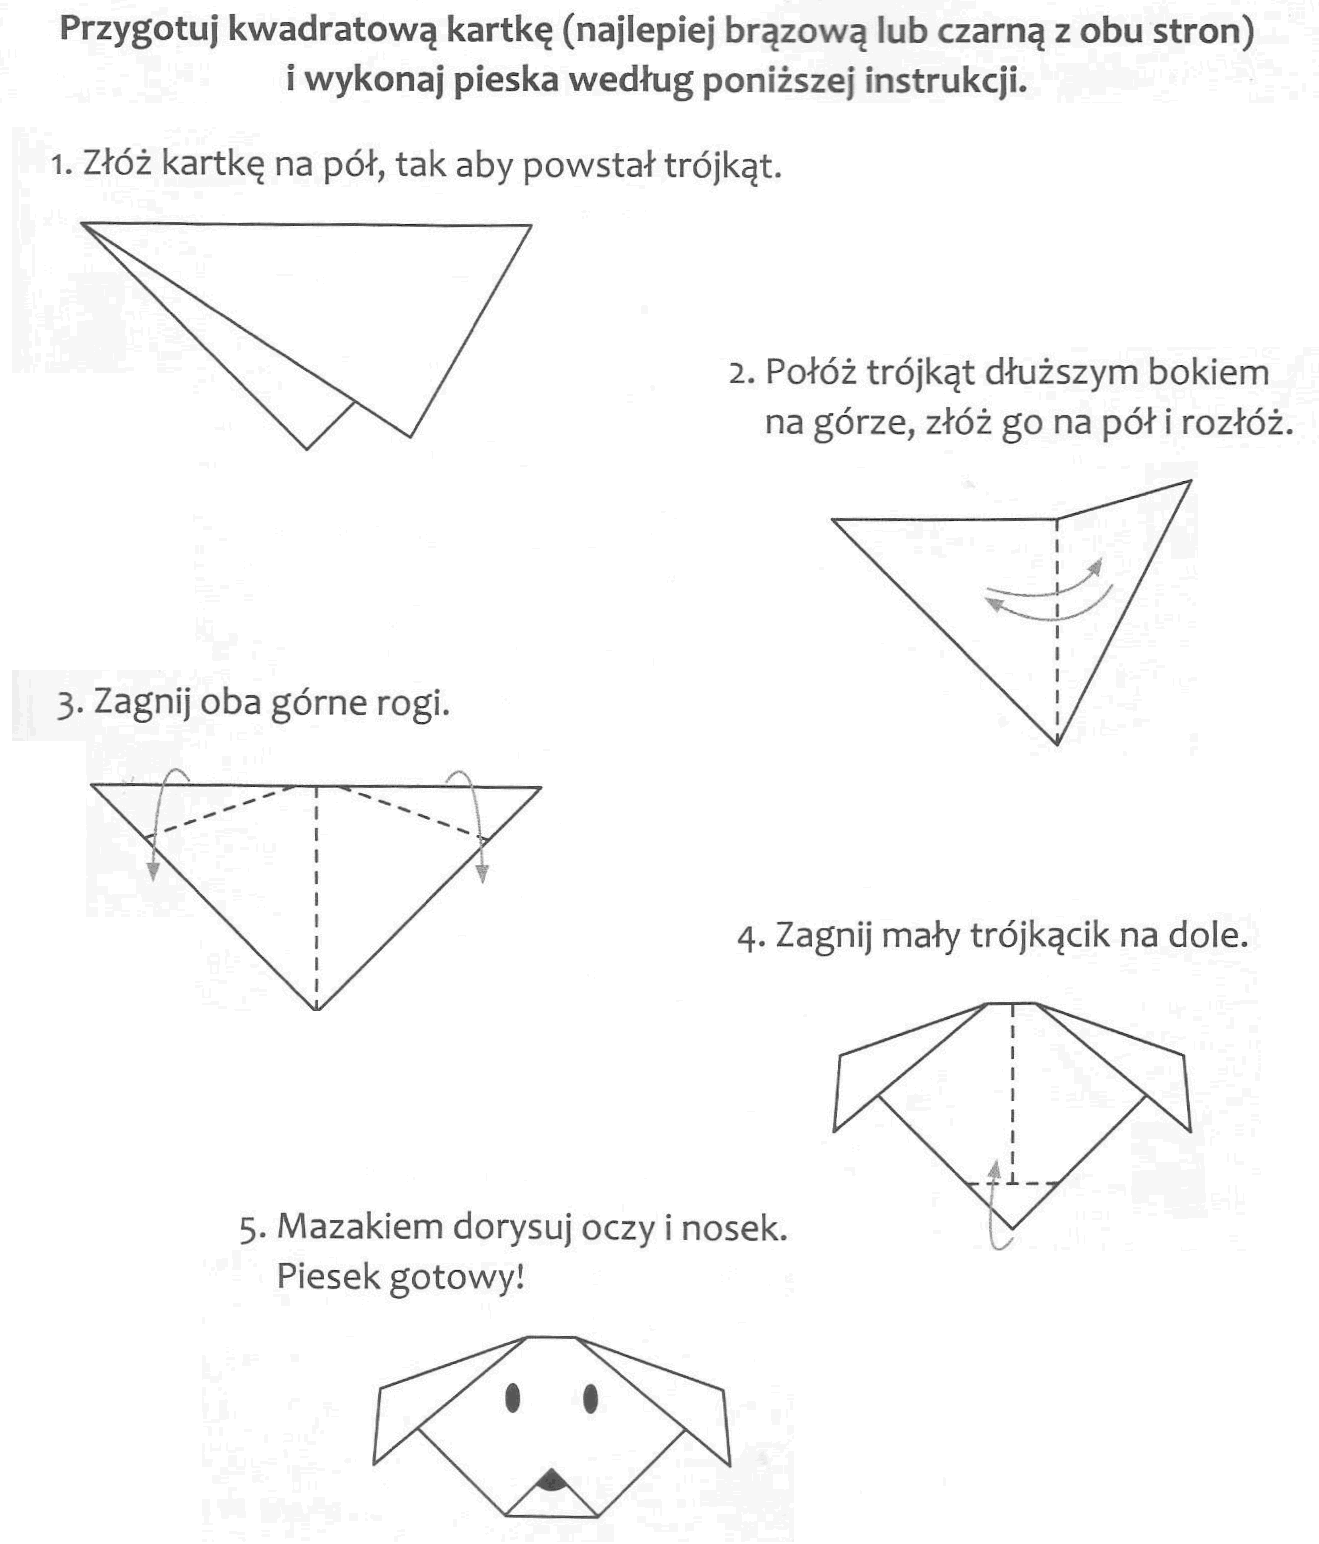 Przygotuj kwadratową kartkę (najlepiej brązową lub czarną z obu stron)
i wykonaj pieska według poniższej instrukcji.
1. Złóż kartkę na pół, tak aby powstał trójkąt.
2. Połóż trójkąt dłuższym bokiem
na górze, złóż go na pół i rozłóż.
3. Zagnij oba górne rogi.
4. Zagnij mały trójkącik na dole.
5. Mazakiem dorysuj oczy i nosek.
Piesek gotowy!